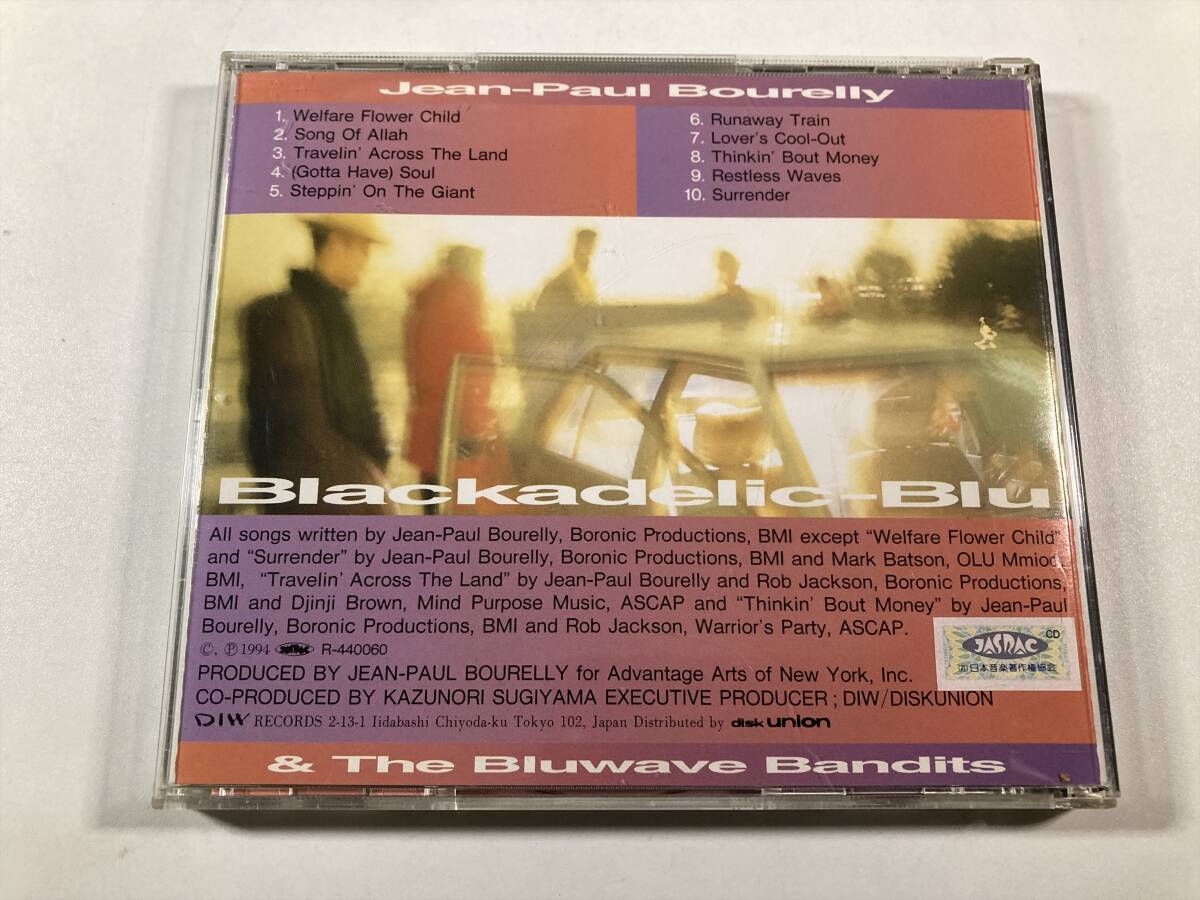 Jean-Paul Bourelly
1. Welfare Flower Child
2. Song Of Allah
3. Travelin' Across The Land
4. (Gotta Have) Soul
5. Steppin' On The Giant
6. Runaway Train
7. Lover's Cool-Out
8. Thinkin' Bout Money
9. Restless Waves
10. Surrender
Blackadelic-Blu
All songs written by Jean-Paul Bourelly, Boronic Productions, BMI except “Welfare Flower Child”
and “Surrender” by Jean-Paul Bourelly, Boronic Productions, BMI and Mark Batson, OLU Mmiod,
BMI, “Travelin' Across The Land” by Jean-Paul Bourelly and Rob Jackson, Boronic Productions,
BMI and Djinji Brown, Mind Purpose Music, ASCAP and “Thinkin' Bout Money” by Jean-Paul
Bourelly, Boronic Productions, BMI and Rob Jackson, Warrior's Party, ASCAP.
©, ℗ 1994 JASRAC R-440060
JASRAC CD
(社)日本音楽著作権協会
PRODUCED BY JEAN-PAUL BOURELLY for Advantage Arts of New York, Inc.
CO-PRODUCED BY KAZUNORI SUGIYAMA EXECUTIVE PRODUCER ; DIW/DISKUNION
DIW RECORDS 2-13-1 Iidabashi Chiyoda-ku Tokyo 102, Japan Distributed by disk union
& The Bluwave Bandits